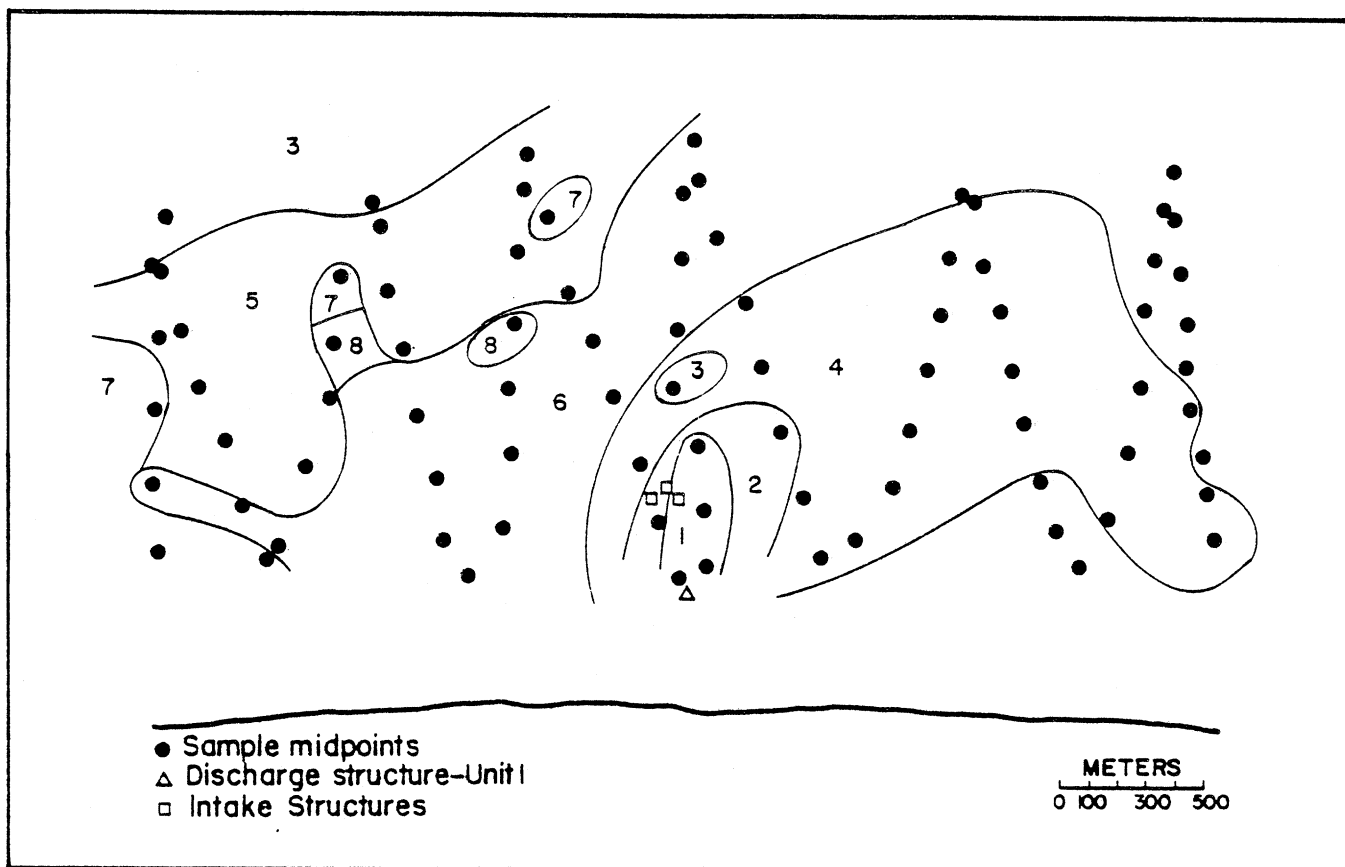 3
7
5
7
8
8
7
3
4
6
2
1
● Sample midpoints
△ Discharge structure-Unit 1
□ Intake Structures
METERS
0 100 300 500